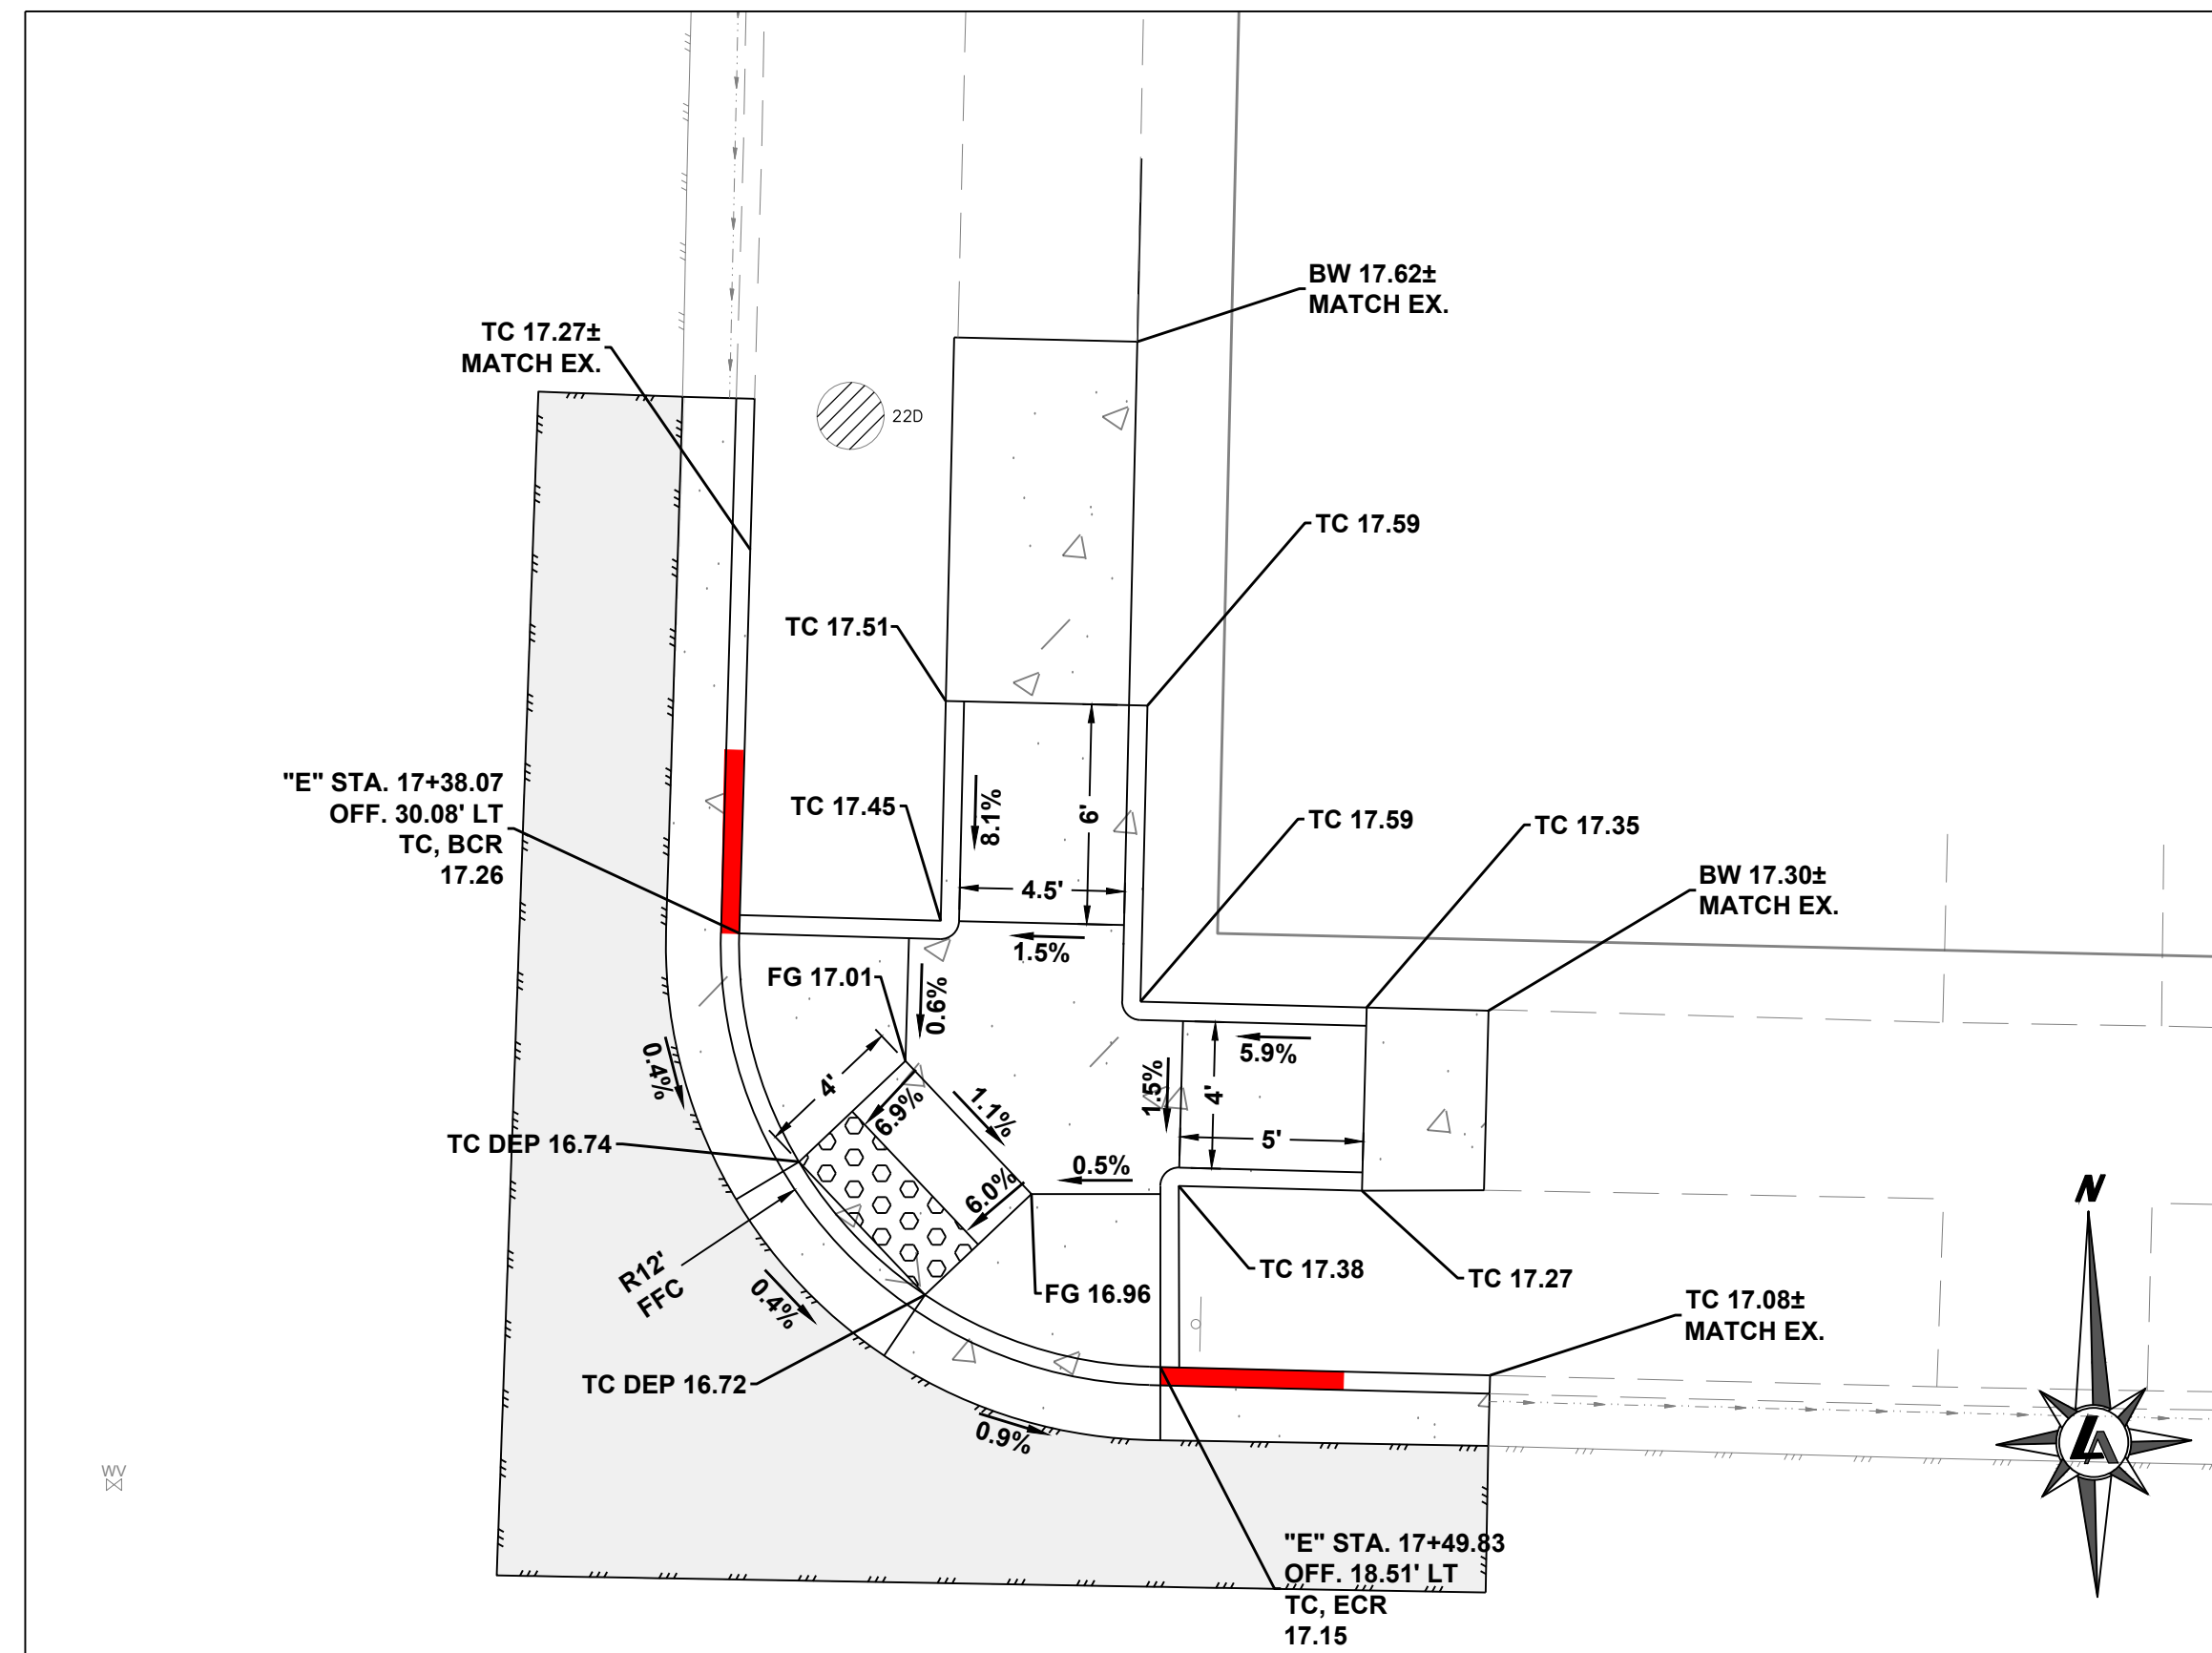 BW 17.62±
MATCH EX.
TC 17.27±
MATCH EX.
22D
TC 17.59
TC 17.51
"E" STA. 17+38.07
OFF. 30.08' LT
TC, BCR
17.26
TC 17.45
8.1%
6'
4.5'
1.5%
TC 17.59
TC 17.35
BW 17.30±
MATCH EX.
FG 17.01
0.6%
5.9%
4'
1.5%
5'
0.4%
4'
6.9%
1.1%
TC DEP 16.74
0.5%
6.0%
N
R12'
FFC
0.4%
FG 16.96
TC 17.38
TC 17.27
TC 17.08±
MATCH EX.
TC DEP 16.72
0.9%
LA
WV
"E" STA. 17+49.83
OFF. 18.51' LT
TC, ECR
17.15